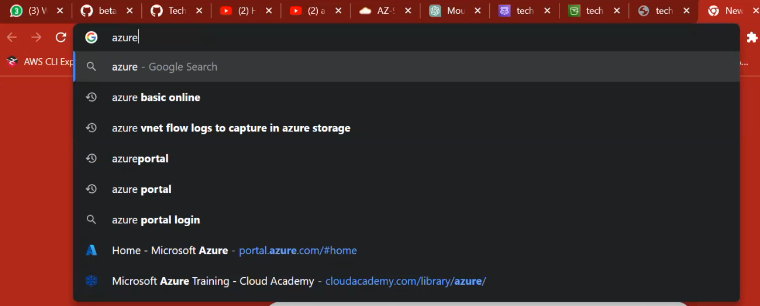 (3) W
beta
Tech
(2) H
(2) a
AZ-
Mou
tech
tech
tech
New
azure
AWS CLI Exp
azure - Google Search
azure basic online
azure vnet flow logs to capture in azure storage
azureportal
azure portal
azure portal login
Home - Microsoft Azure - portal.azure.com/#home
Microsoft Azure Training - Cloud Academy - cloudacademy.com/library/azure/